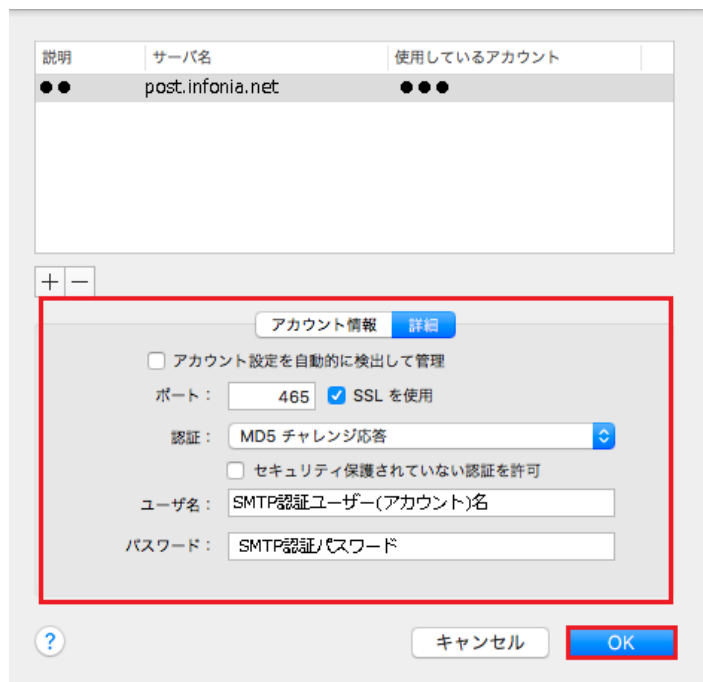 説明 サーバ名 使用しているアカウント
●● post.infonia.net ●●●
+ −
アカウント情報 詳細
アカウント設定を自動的に検出して管理
ポート： 465 SSL を使用
認証： MD5 チャレンジ応答
セキュリティ保護されていない認証を許可
ユーザ名： SMTP認証ユーザー(アカウント)名
パスワード： SMTP認証パスワード
? キャンセル OK